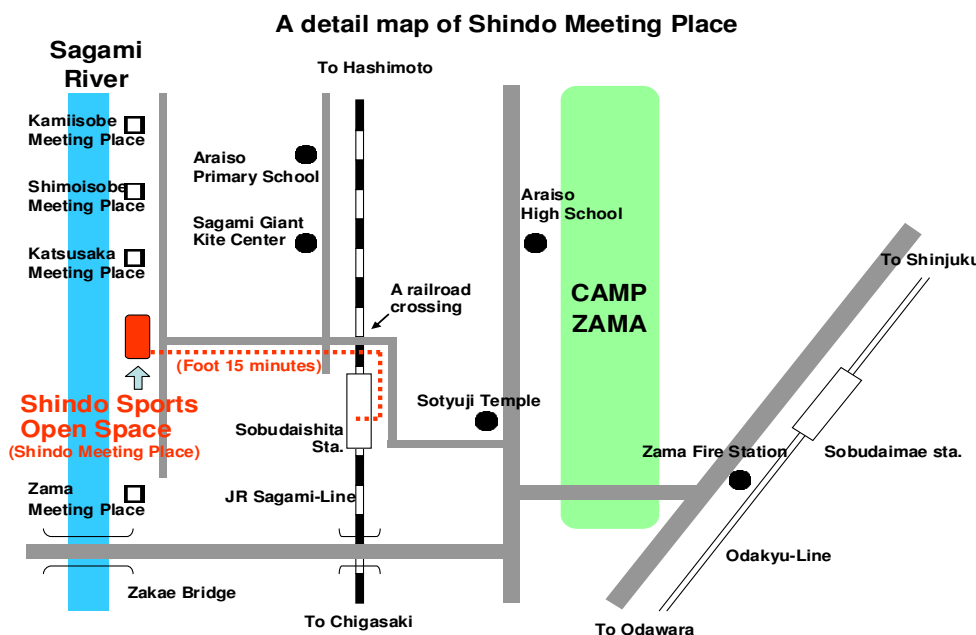 A detail map of Shindo Meeting Place
Sagami
River
To Hashimoto
Kamiisobe
Meeting Place
Araiso
Primary School
Shimoisobe
Meeting Place
Araiso
High School
Sagami Giant
Kite Center
Katsusaka
Meeting Place
To Shinjuku
A railroad
crossing
CAMP
ZAMA
(Foot 15 minutes)
Shindo Sports
Open Space
(Shindo Meeting Place)
Sotyuji Temple
Sobudaishita
Sta.
Zama Fire Station
Sobudaimae sta.
Zama
Meeting Place
JR Sagami-Line
Odakyu-Line
Zakae Bridge
To Chigasaki
To Odawara